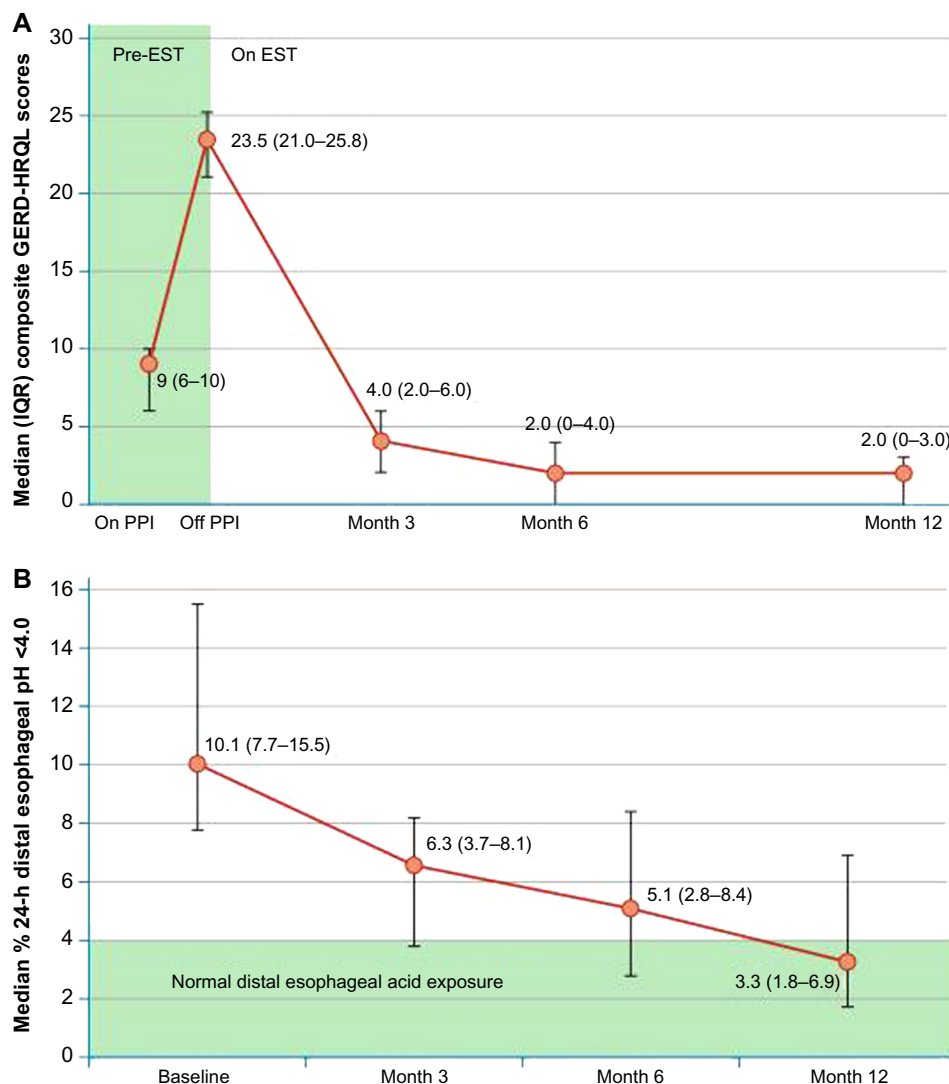 A
Median (IQR) composite GERD-HRQL scores
30
25
20
15
10
5
0
Pre-EST
On EST
23.5 (21.0–25.8)
9 (6–10)
4.0 (2.0–6.0)
2.0 (0–4.0)
2.0 (0–3.0)
On PPI
Off PPI
Month 3
Month 6
Month 12
B
Median % 24-h distal esophageal pH <4.0
16
14
12
10
8
6
4
2
0
10.1 (7.7–15.5)
6.3 (3.7–8.1)
5.1 (2.8–8.4)
Normal distal esophageal acid exposure
3.3 (1.8–6.9)
Baseline
Month 3
Month 6
Month 12